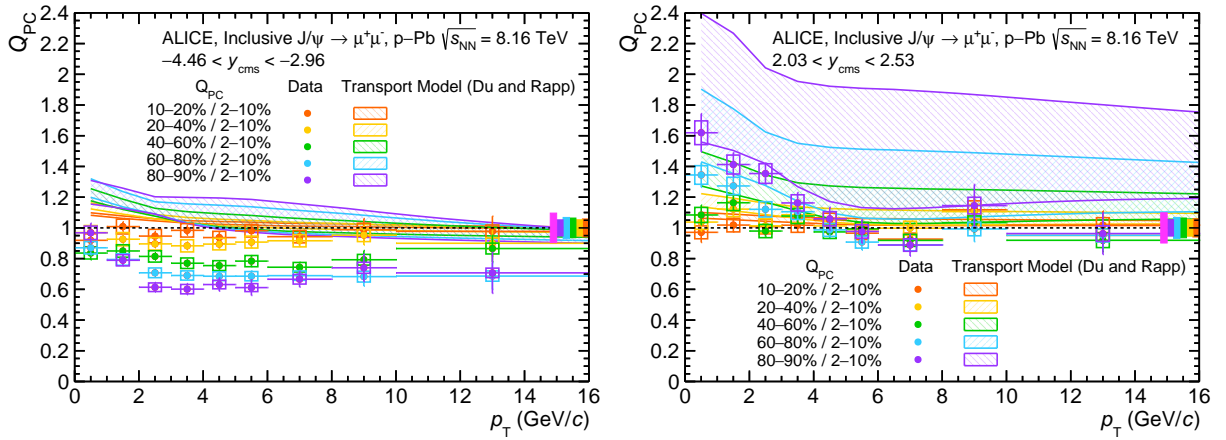 Q_PC
ALICE, Inclusive J/ψ → μ⁺μ⁻, p–Pb √s_NN = 8.16 TeV
−4.46 < y_cms < −2.96
Q_PC Data Transport Model (Du and Rapp)
10–20% / 2–10%
20–40% / 2–10%
40–60% / 2–10%
60–80% / 2–10%
80–90% / 2–10%
2.4
2.2
2
1.8
1.6
1.4
1.2
1
0.8
0.6
0.4
0.2
0
0 2 4 6 8 10 12 14 16
p_T (GeV/c)
Q_PC
ALICE, Inclusive J/ψ → μ⁺μ⁻, p–Pb √s_NN = 8.16 TeV
2.03 < y_cms < 2.53
2.4
2.2
2
1.8
1.6
1.4
1.2
1
0.8
0.6
0.4
0.2
0
Q_PC Data Transport Model (Du and Rapp)
10–20% / 2–10%
20–40% / 2–10%
40–60% / 2–10%
60–80% / 2–10%
80–90% / 2–10%
0 2 4 6 8 10 12 14 16
p_T (GeV/c)